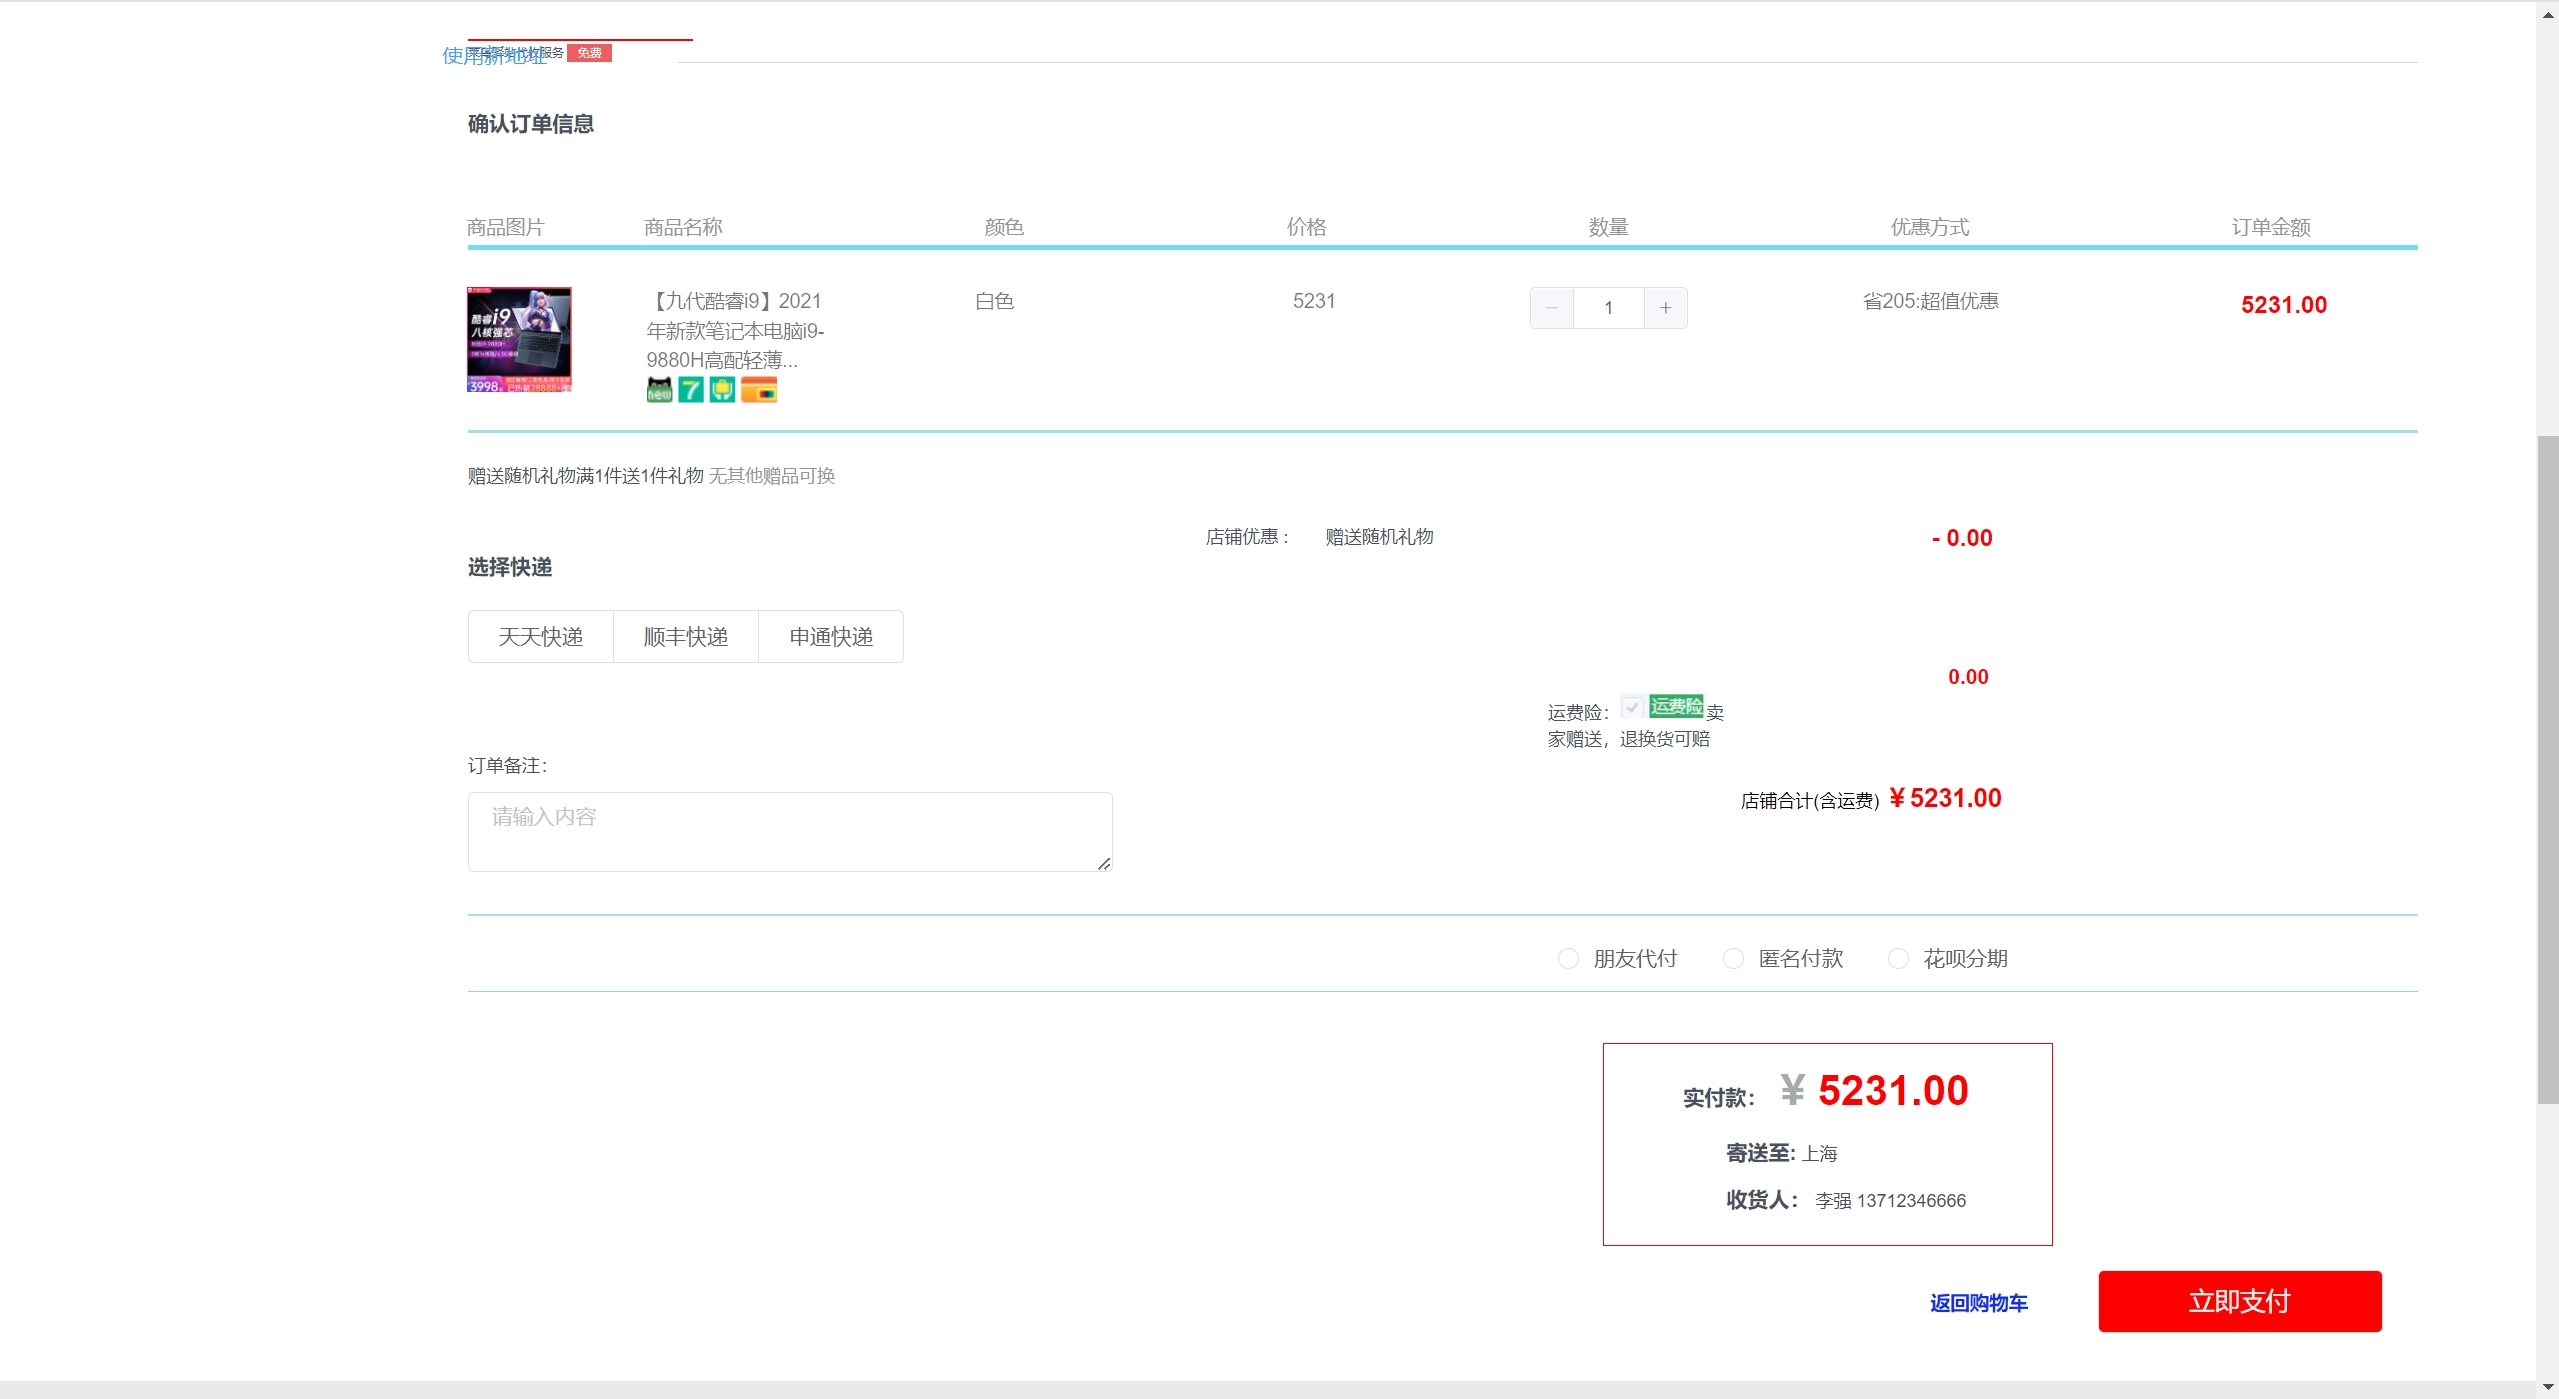 使用新地址
服务 免费
确认订单信息
商品图片 商品名称 颜色 价格 数量 优惠方式 订单金额
酷睿i9
八核强芯
3998
【九代酷睿i9】2021
年新款笔记本电脑i9-
9880H高配轻薄...
白色 5231 1 省205:超值优惠 5231.00
new 7
赠送随机礼物满1件送1件礼物 无其他赠品可换
店铺优惠： 赠送随机礼物 - 0.00
选择快递
天天快递 顺丰快递 申通快递
0.00
运费险： 运费险 卖
家赠送，退换货可赔
订单备注：
请输入内容
店铺合计(含运费) ¥ 5231.00
朋友代付 匿名付款 花呗分期
实付款： ¥ 5231.00
寄送至: 上海
收货人： 李强 13712346666
返回购物车 立即支付